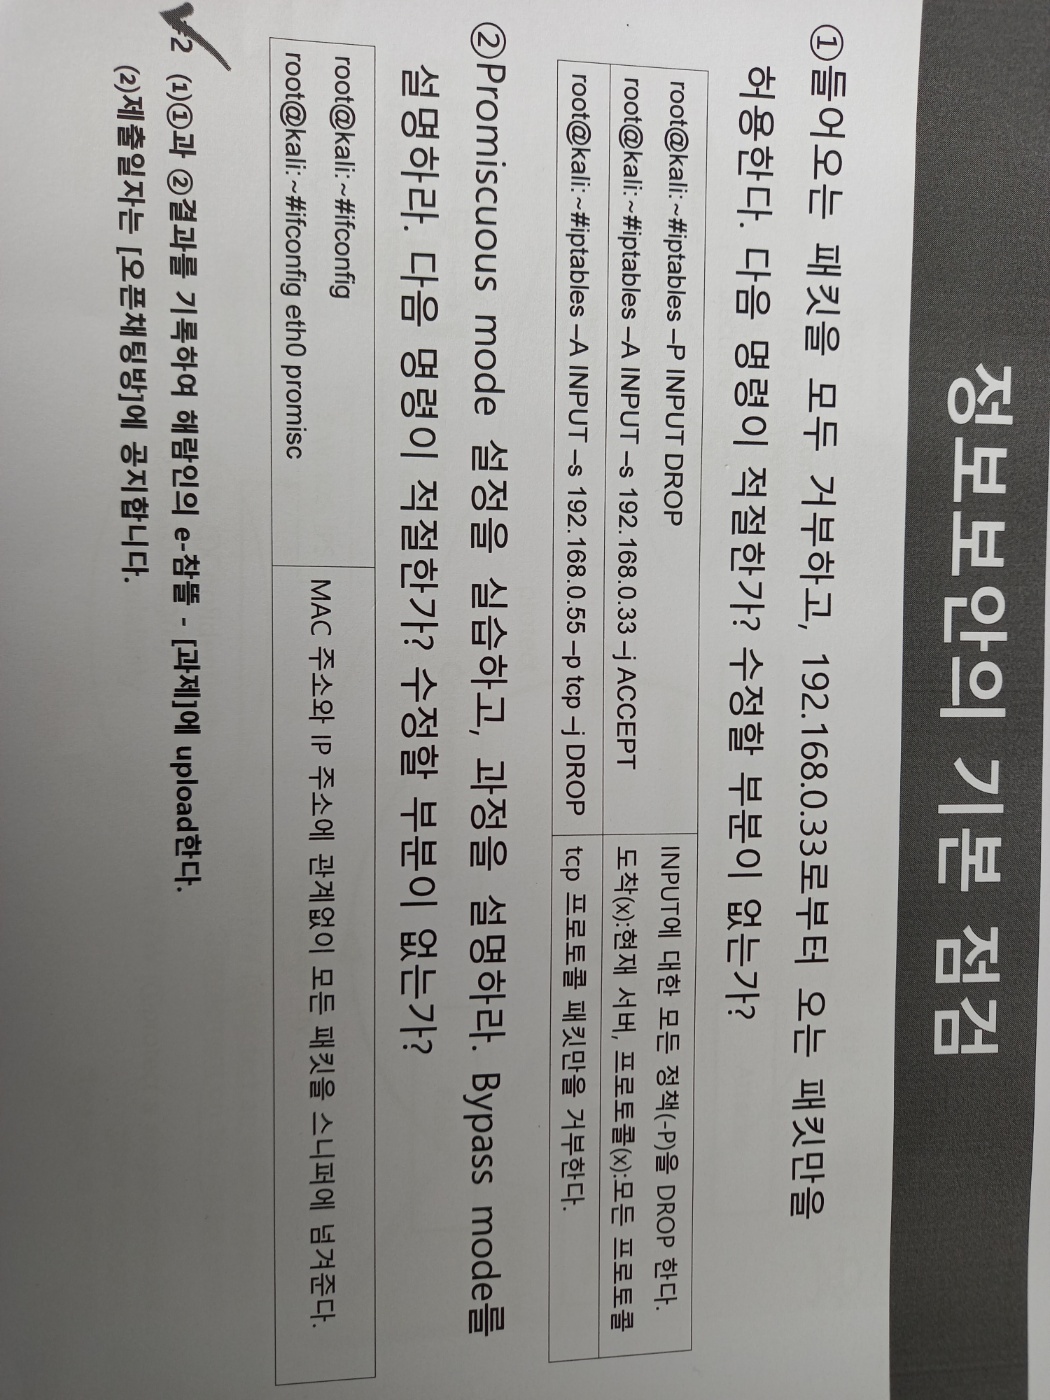 정보보안의 기본 점검
①들어오는 패킷을 모두 거부하고, 192.168.0.33로부터 오는 패킷만을
허용한다. 다음 명령이 적절한가? 수정할 부분이 없는가?
root@kali:~#iptables –P INPUT DROP
INPUT에 대한 모든 정책(-P)을 DROP 한다.
root@kali:~#iptables –A INPUT –s 192.168.0.33 –j ACCEPT
도착(x):현재 서버, 프로토콜(x):모든 프로토콜
root@kali:~#iptables –A INPUT –s 192.168.0.55 –p tcp –j DROP
tcp 프로토콜 패킷만을 거부한다.
②Promiscuous mode 설정을 실습하고, 과정을 설명하라. Bypass mode를
설명하라. 다음 명령이 적절한가? 수정할 부분이 없는가?
root@kali:~#ifconfig
root@kali:~#ifconfig eth0 promisc
MAC 주소와 IP 주소에 관계없이 모든 패킷을 스니퍼에 넘겨준다.
#2 (1)①과 ②결과를 기록하여 해람인의 e-참뜰 - [과제]에 upload한다.
(2)제출일자는 [오픈채팅방]에 공지합니다.